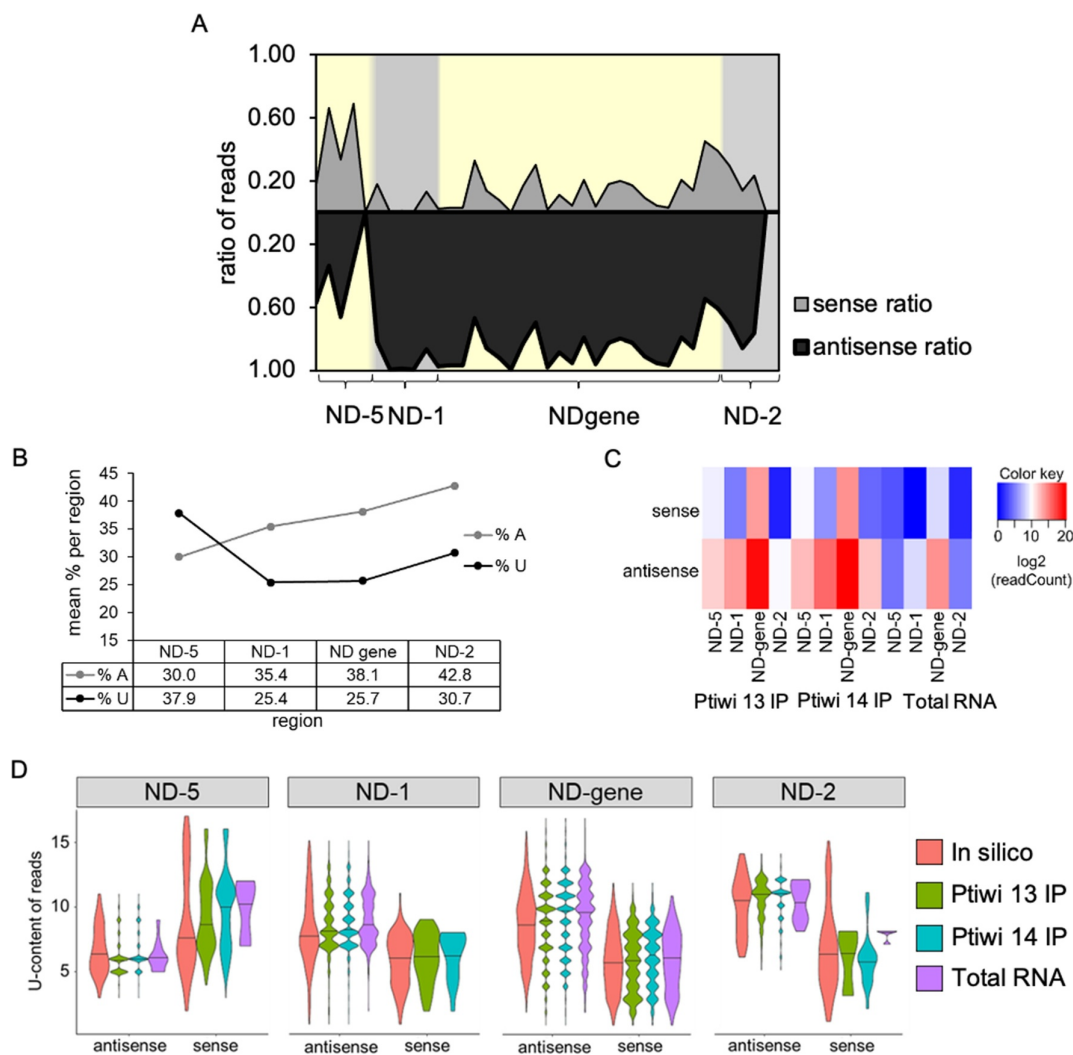 A
1.00
0.60
0.20
0.20
0.60
1.00
ratio of reads
sense ratio
antisense ratio
ND-5 ND-1 NDgene ND-2
B
45
40
35
30
25
20
15
mean % per region
% A
% U
ND-5 ND-1 ND gene ND-2
% A 30.0 35.4 38.1 42.8
% U 37.9 25.4 25.7 30.7
region
C
sense
antisense
Color key
0 10 20
log2
(readCount)
ND-5 ND-1 ND-gene ND-2 ND-5 ND-1 ND-gene ND-2 ND-5 ND-1 ND-gene ND-2
Ptiwi 13 IP Ptiwi 14 IP Total RNA
D
ND-5 ND-1 ND-gene ND-2
15
10
5
U-content of reads
antisense sense antisense sense antisense sense antisense sense
In silico
Ptiwi 13 IP
Ptiwi 14 IP
Total RNA